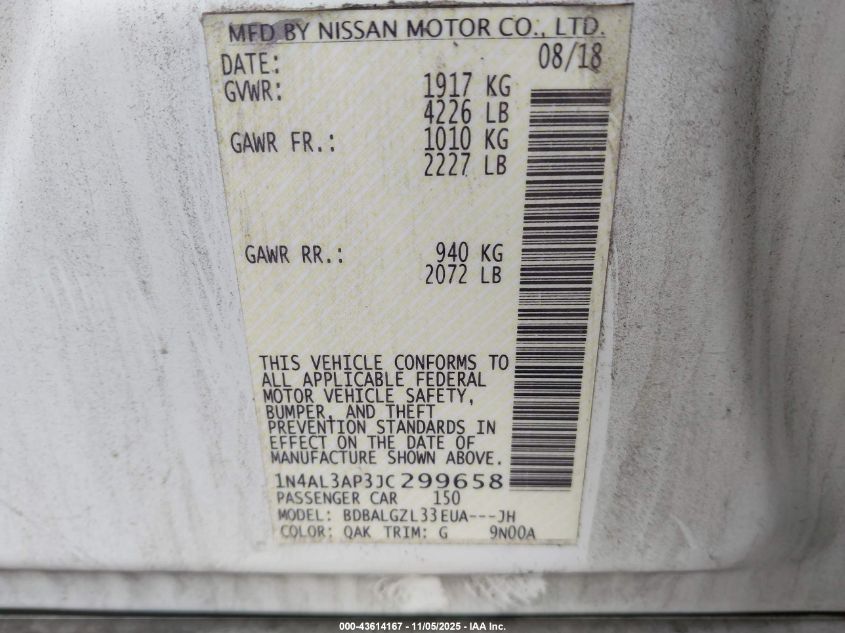 MFD BY NISSAN MOTOR CO., LTD.
DATE: 08/18
GVWR: 1917 KG
4226 LB
GAWR FR.: 1010 KG
2227 LB
GAWR RR.: 940 KG
2072 LB
THIS VEHICLE CONFORMS TO
ALL APPLICABLE FEDERAL
MOTOR VEHICLE SAFETY,
BUMPER, AND THEFT
PREVENTION STANDARDS IN
EFFECT ON THE DATE OF
MANUFACTURE SHOWN ABOVE.
1N4AL3AP3JC299658
PASSENGER CAR 150
MODEL: BDBALGZL33EUA---JH
COLOR: QAK TRIM: G 9N00A
000-43614167 - 11/05/2025 - IAA Inc.